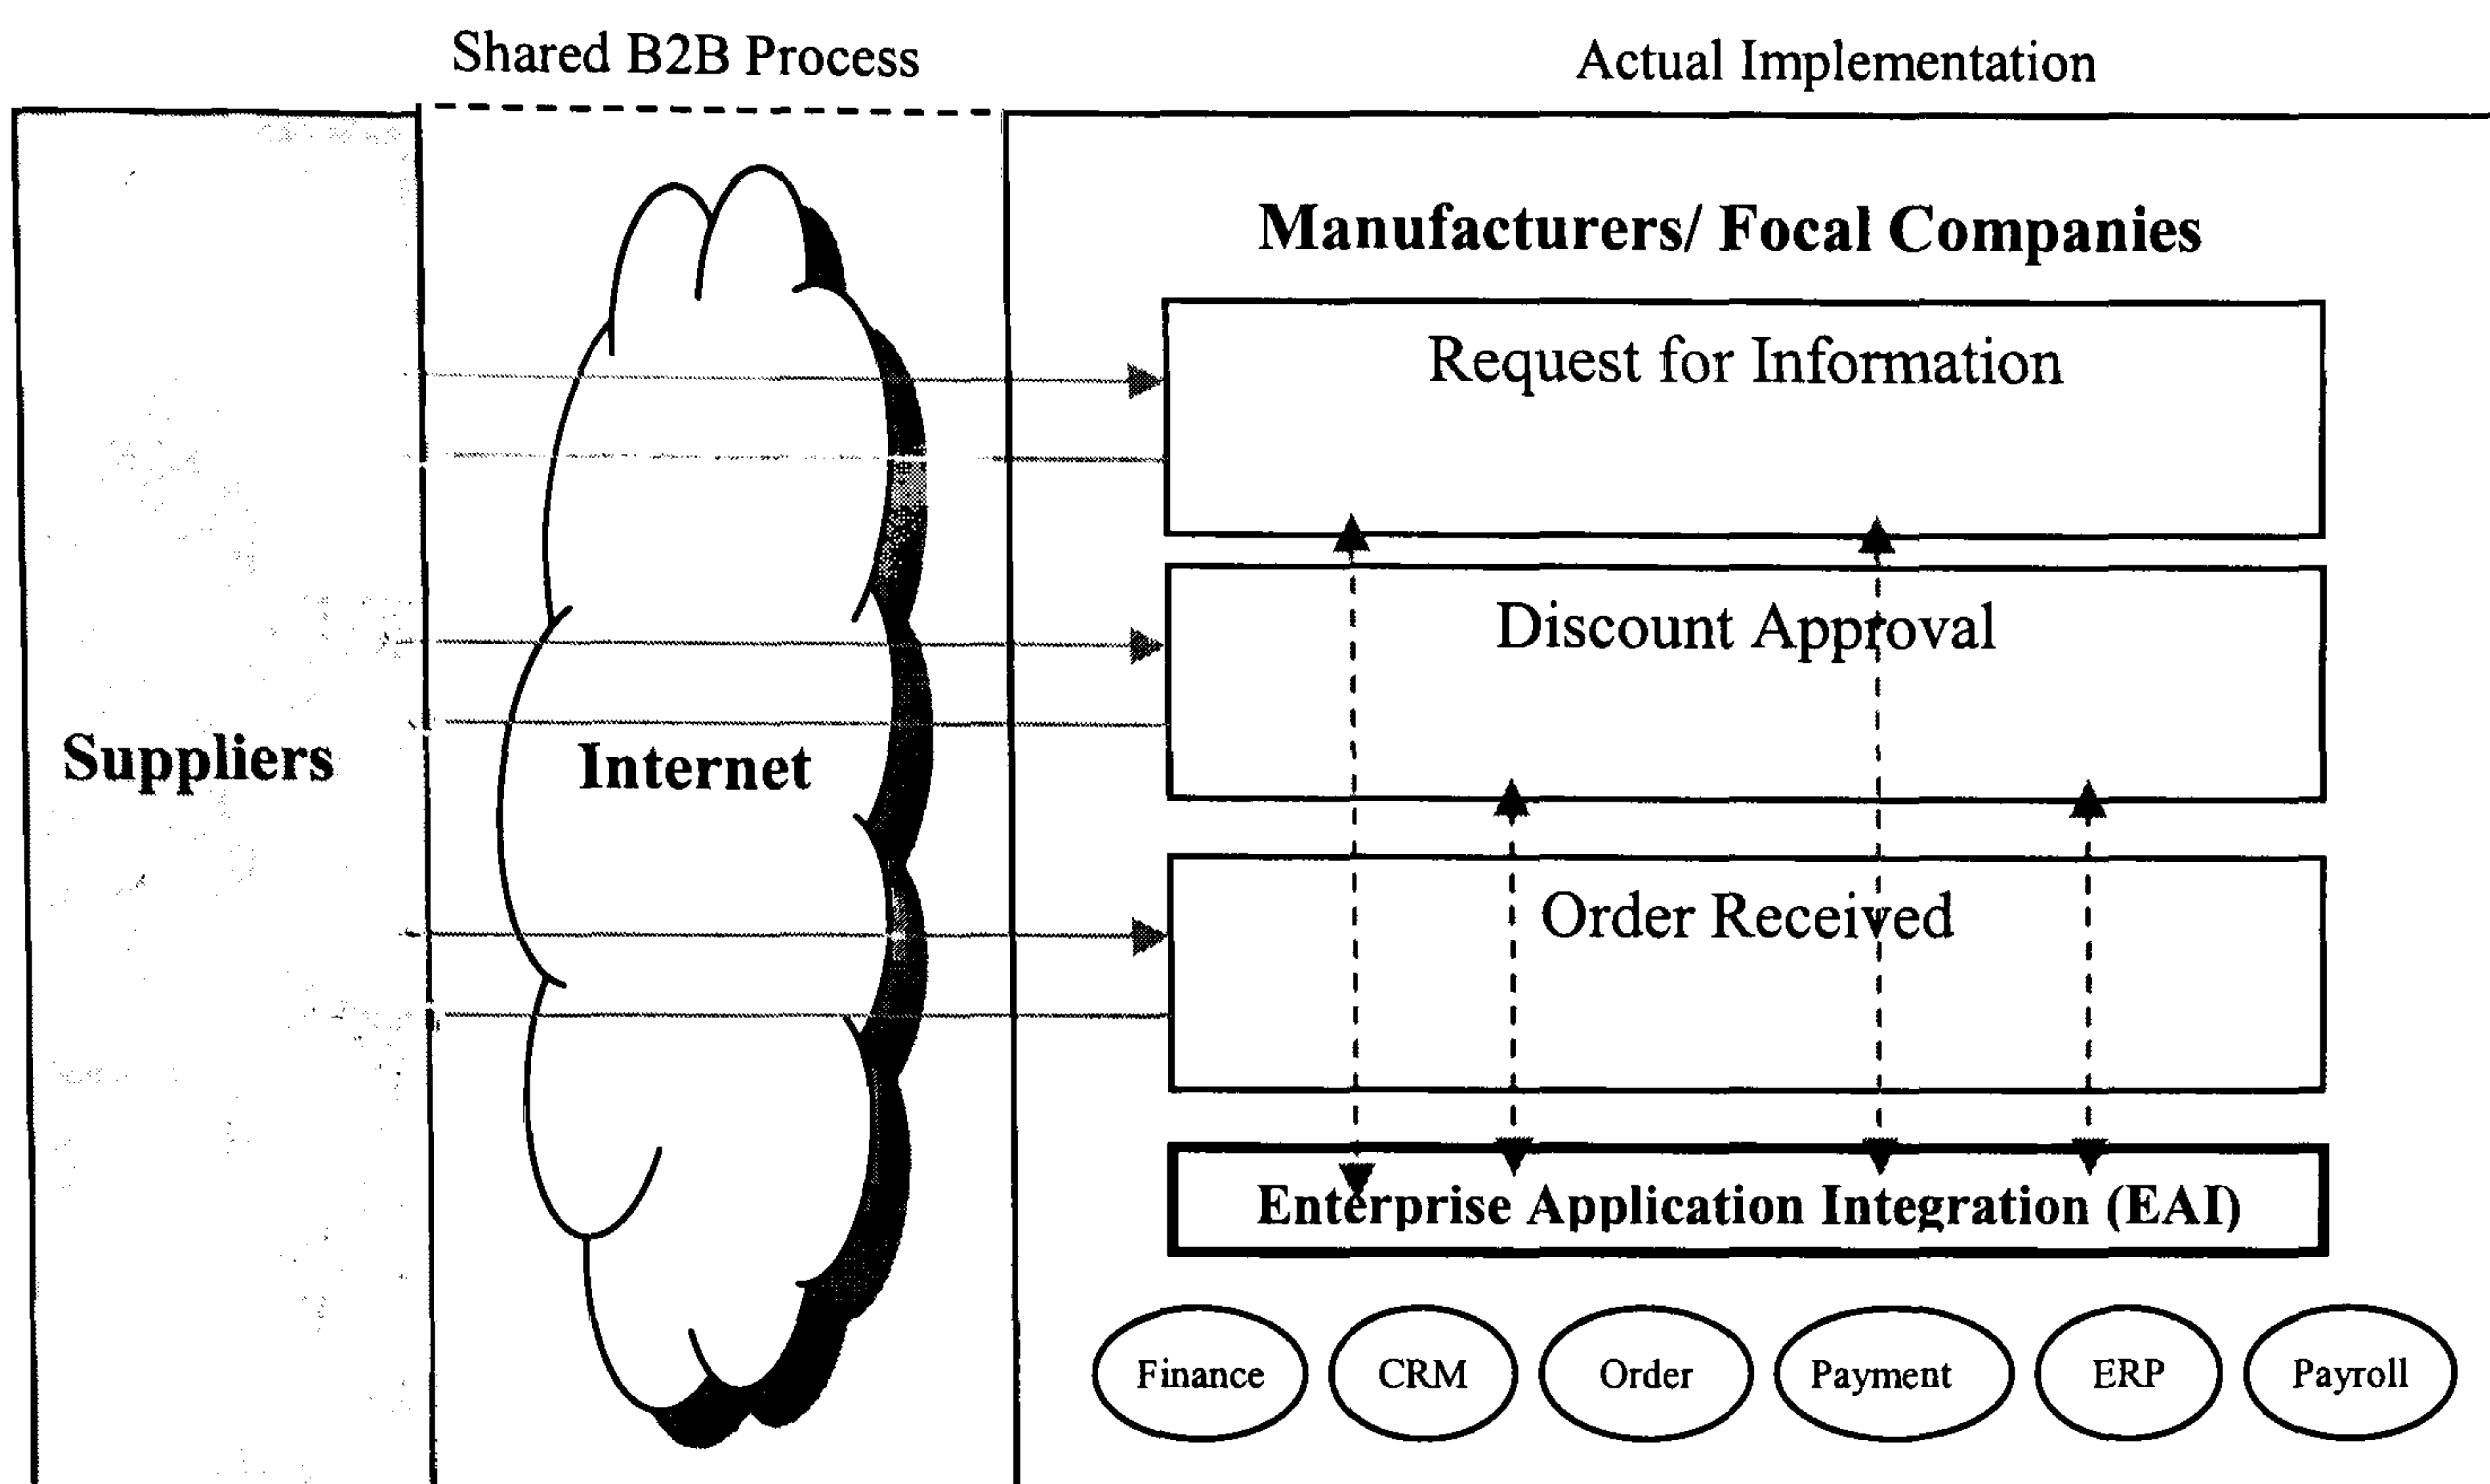 Shared B2B Process
Actual Implementation
Manufacturers/ Focal Companies
Request for Information
Discount Approval
Suppliers
Internet
Order Received
Enterprise Application Integration (EAI)
Finance
CRM
Order
Payment
ERP
Payroll